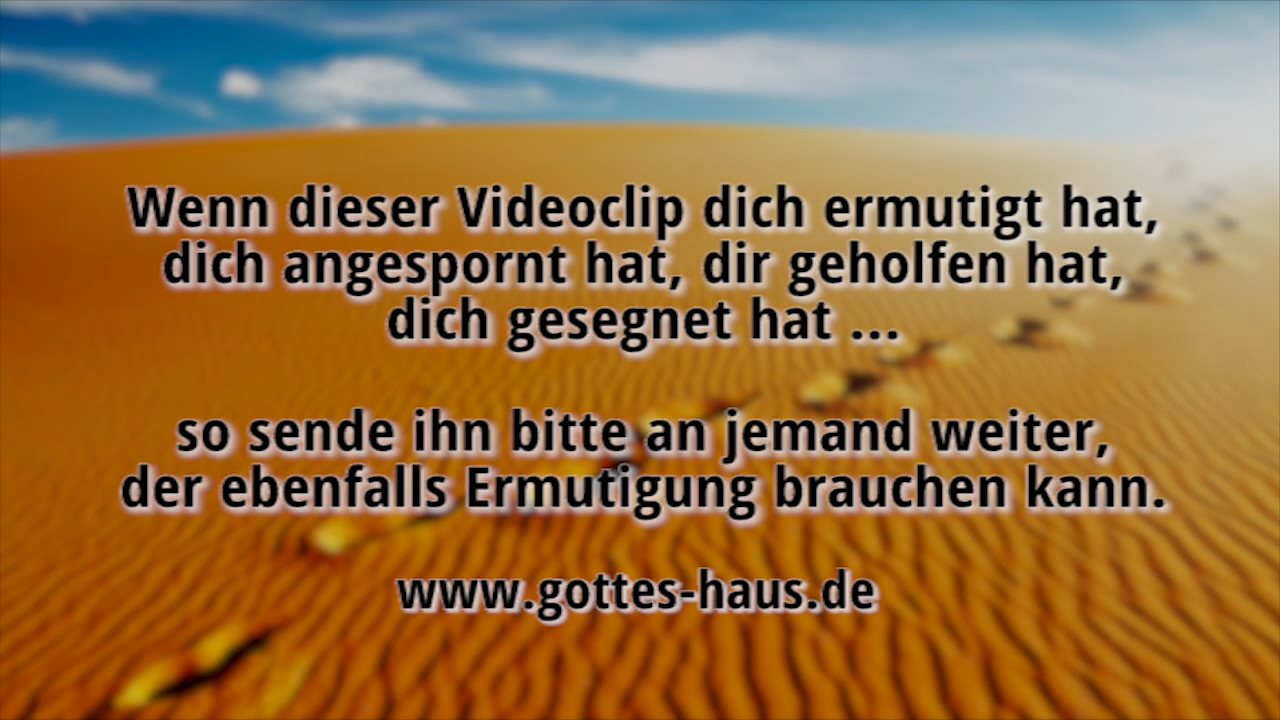 Wenn dieser Videoclip dich ermutigt hat,
dich angespornt hat, dir geholfen hat,
dich gesegnet hat ...
so sende ihn bitte an jemand weiter,
der ebenfalls Ermutigung brauchen kann.
www.gottes-haus.de